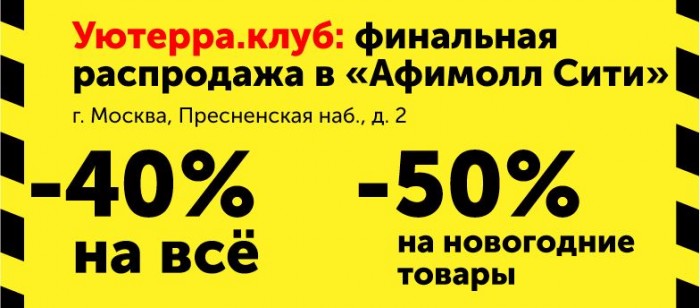 Уютерра.клуб: финальная
распродажа в «Афимолл Сити»
г. Москва, Пресненская наб., д. 2
-40%
на всё
-50%
на новогодние
товары